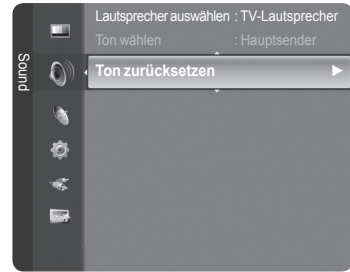 Sound
Lautsprecher auswählen : TV-Lautsprecher
Ton wählen : Hauptsender
Ton zurücksetzen